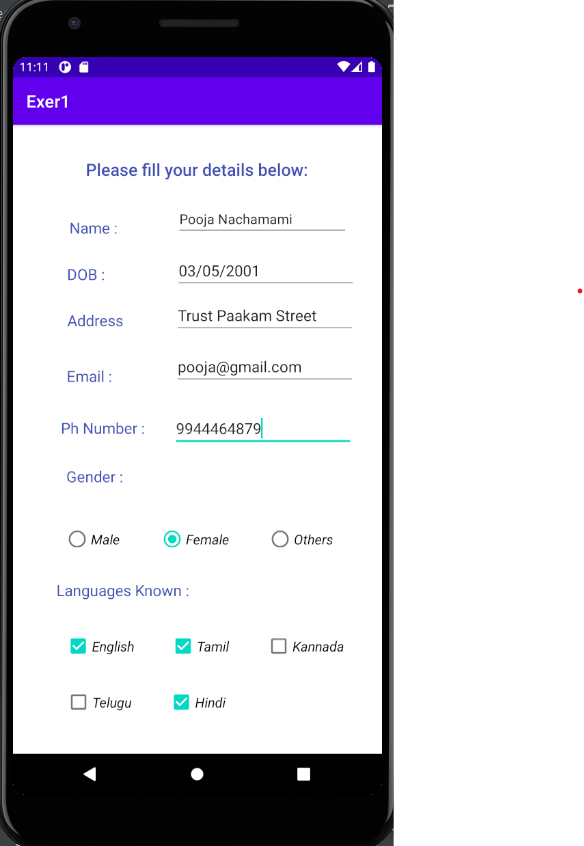 11:11
Exer1
Please fill your details below:
Name : Pooja Nachamami
DOB : 03/05/2001
Address Trust Paakam Street
Email : pooja@gmail.com
Ph Number : 9944464879
Gender :
Male Female Others
Languages Known :
English Tamil Kannada
Telugu Hindi